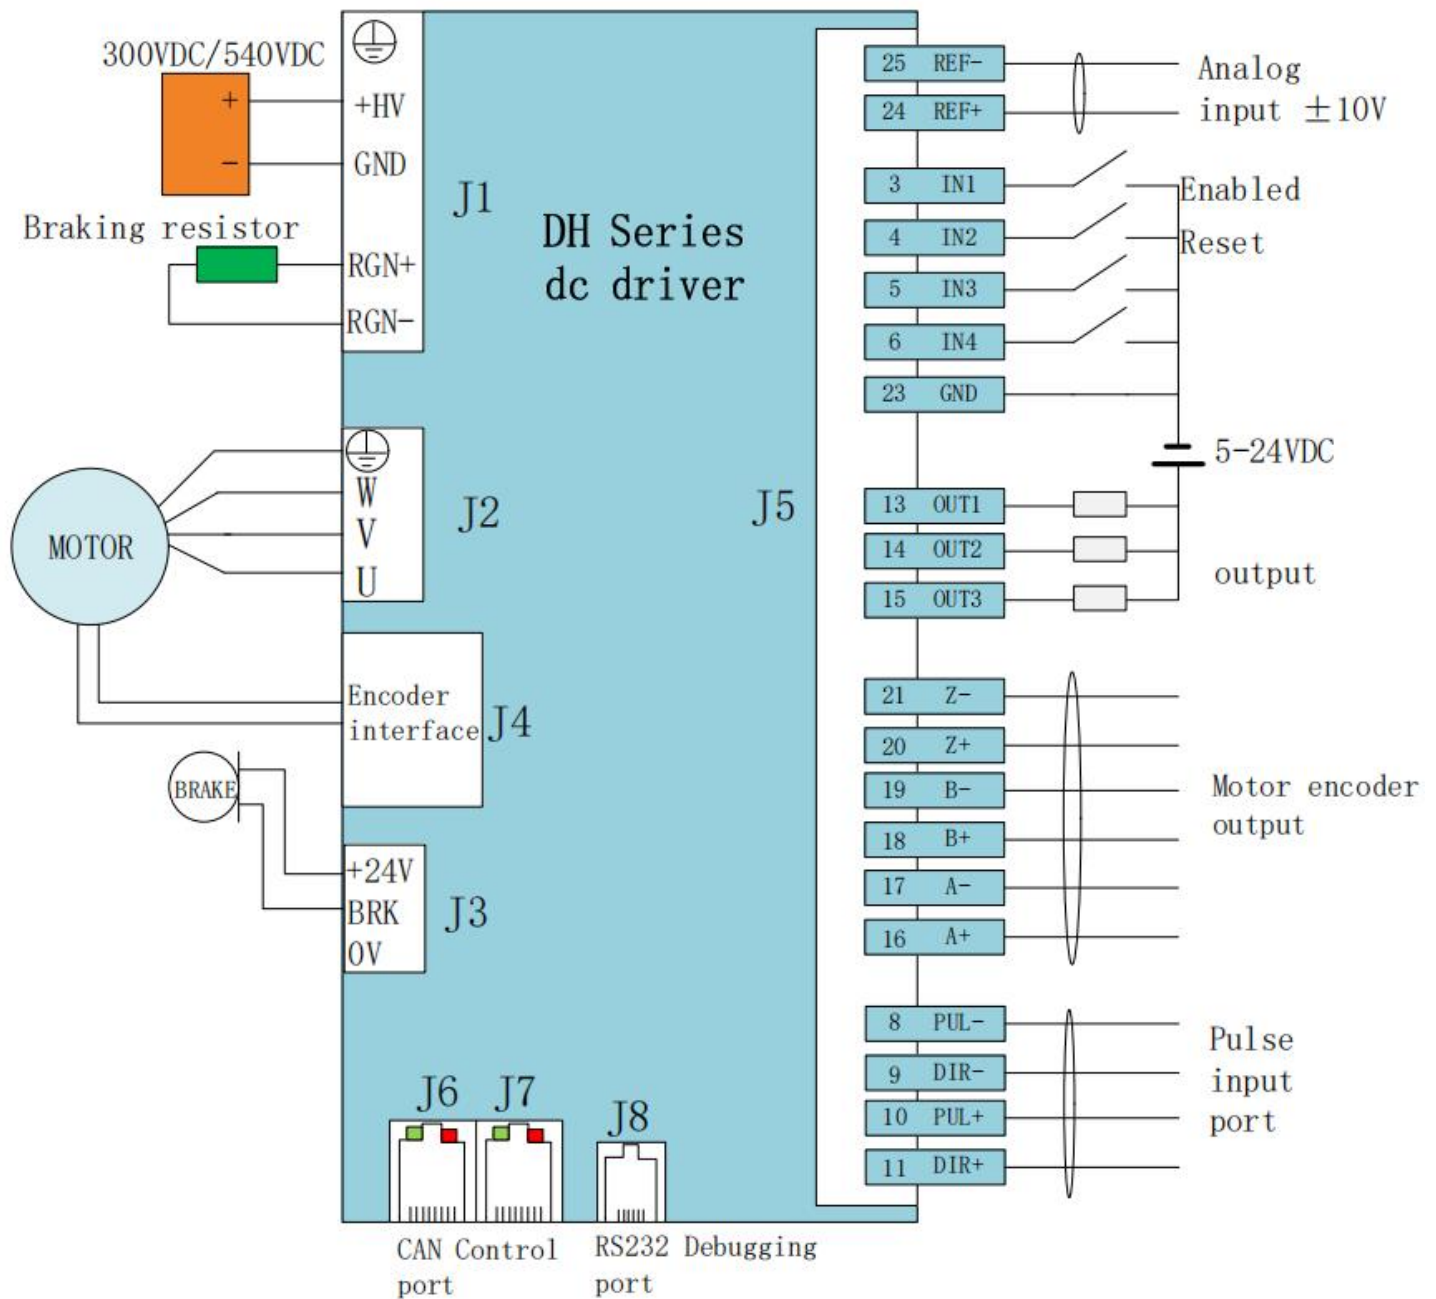 300VDC/540VDC
+
−
Braking resistor
+HV
GND
RGN+
RGN−
J1
DH Series
dc driver
MOTOR
W
V
U
J2
Encoder
interface
J4
BRAKE
+24V
BRK
0V
J3
J5
25 REF−
24 REF+
Analog
input ±10V
3 IN1
Enabled
4 IN2
Reset
5 IN3
6 IN4
23 GND
5−24VDC
13 OUT1
14 OUT2
15 OUT3
output
21 Z−
20 Z+
19 B−
18 B+
17 A−
16 A+
Motor encoder
output
8 PUL−
9 DIR−
10 PUL+
11 DIR+
Pulse
input
port
J6
J7
J8
CAN Control
port
RS232 Debugging
port